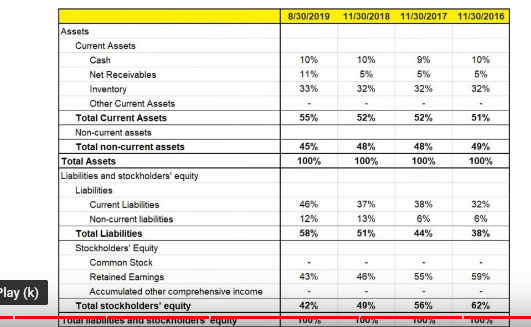 8/30/2019 11/30/2018 11/30/2017 11/30/2016
Assets
Current Assets
Cash 10% 10% 9% 10%
Net Receivables 11% 5% 5% 5%
Inventory 33% 32% 32% 32%
Other Current Assets - - - -
Total Current Assets 55% 52% 52% 51%
Non-current assets
Total non-current assets 45% 48% 48% 49%
Total Assets 100% 100% 100% 100%
Liabilities and stockholders' equity
Liabilities
Current Liabilities 46% 37% 38% 32%
Non-current liabilities 12% 13% 6% 6%
Total Liabilities 58% 51% 44% 38%
Stockholders' Equity
Common Stock - - - -
Retained Earnings 43% 46% 55% 59%
Play (k)
Accumulated other comprehensive income - - - -
Total stockholders' equity 42% 49% 56% 62%
Total liabilities and stockholders' equity 100% 100% 100% 100%